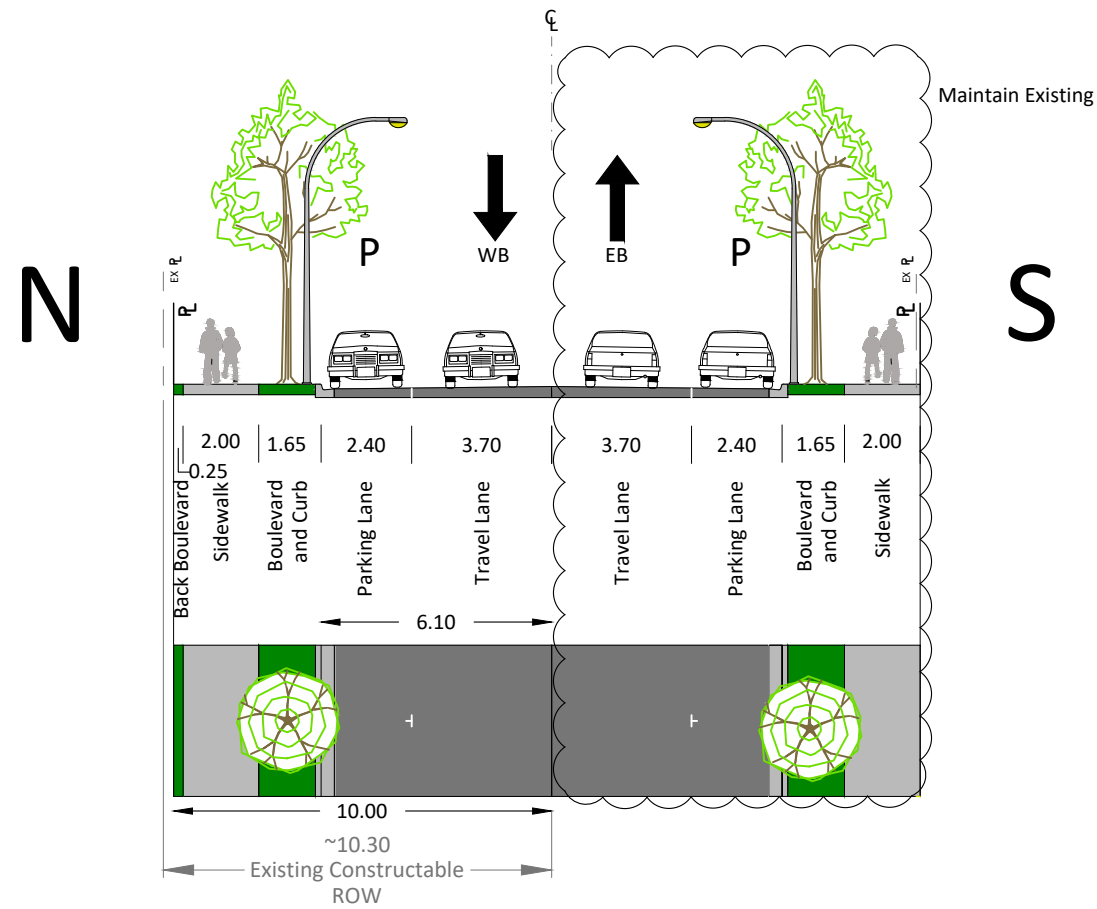 ℄
Maintain Existing
P
WB
EB
P
N
S
EX ℙL
PL
EX ℙL
PL
2.00
1.65
2.40
3.70
3.70
2.40
1.65
2.00
0.25
Back Boulevard
Sidewalk
Boulevard
and Curb
Parking Lane
Travel Lane
Travel Lane
Parking Lane
Boulevard
and Curb
Sidewalk
6.10
10.00
~10.30
Existing Constructable
ROW